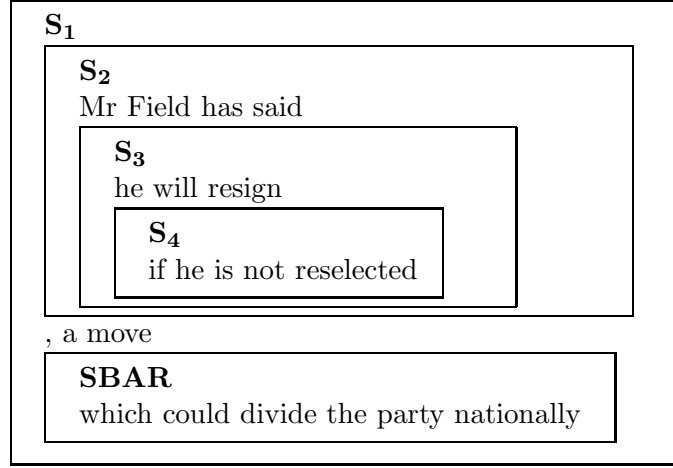 S₁
S₂
Mr Field has said
S₃
he will resign
S₄
if he is not reselected
, a move
SBAR
which could divide the party nationally